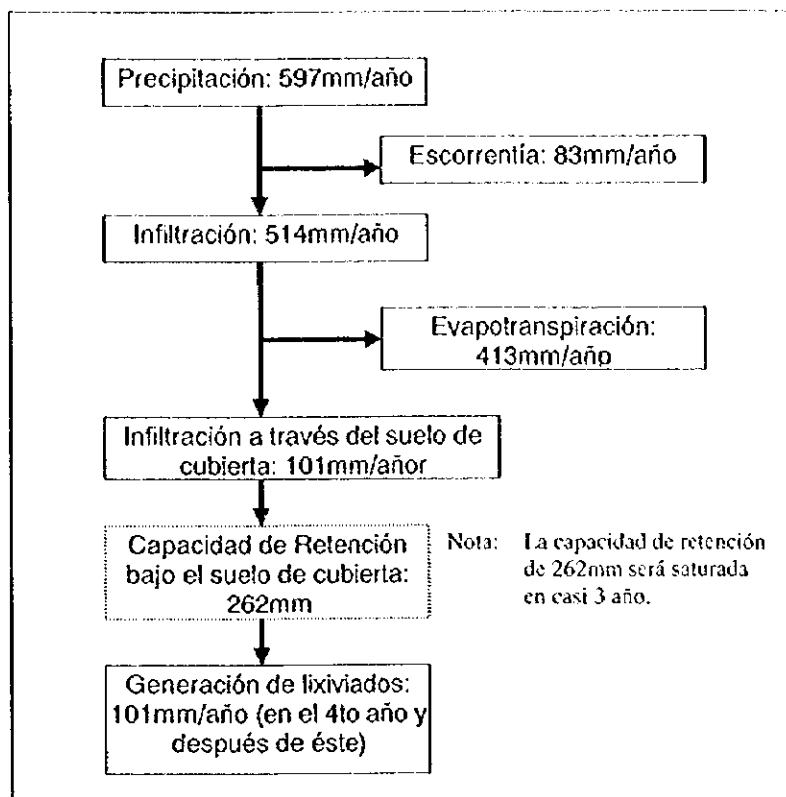 Precipitación: 597mm/año
Escorrentía: 83mm/año
Infiltración: 514mm/año
Evapotranspiración:
413mm/año
Infiltración a través del suelo de
cubierta: 101mm/añor
Capacidad de Retención
bajo el suelo de cubierta:
262mm
Nota: La capacidad de retención
de 262mm será saturada
en casi 3 año.
Generación de lixiviados:
101mm/año (en el 4to año y
después de éste)